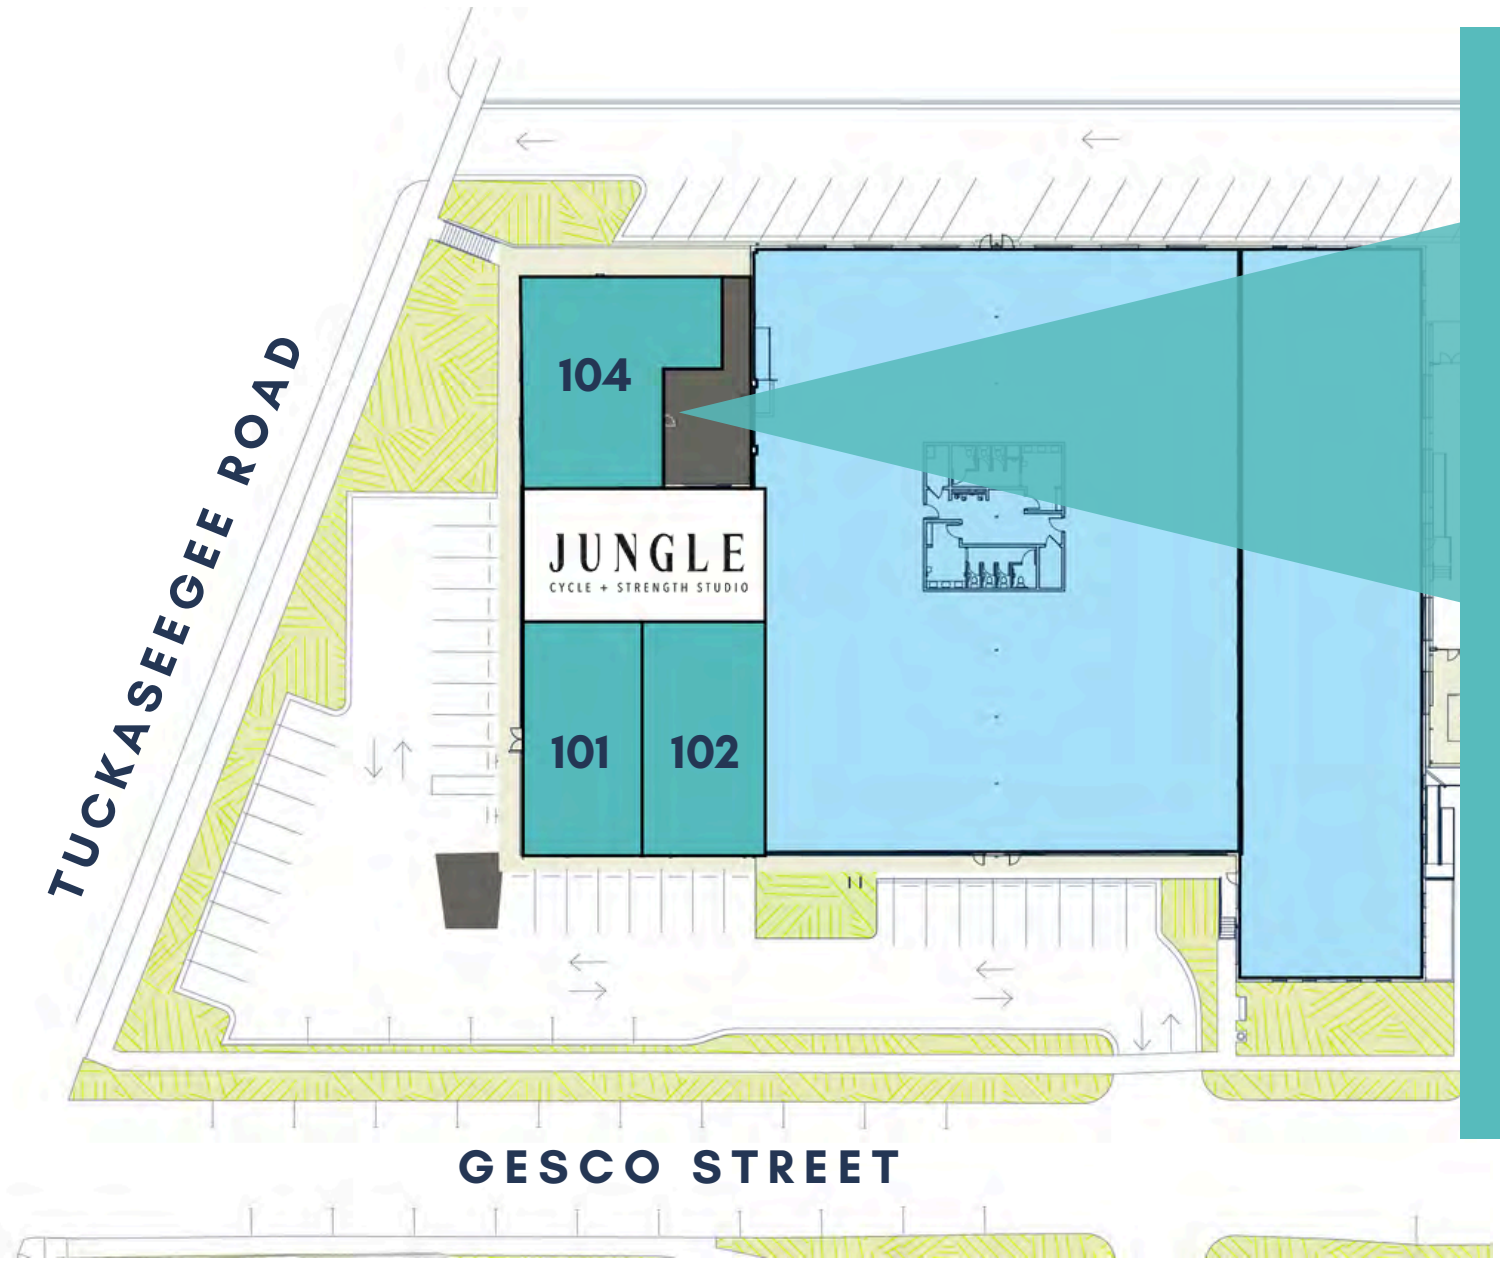 104
JUNGLE
CYCLE + STRENGTH STUDIO
TUCKASEEGEE ROAD
101
102
GESCO STREET